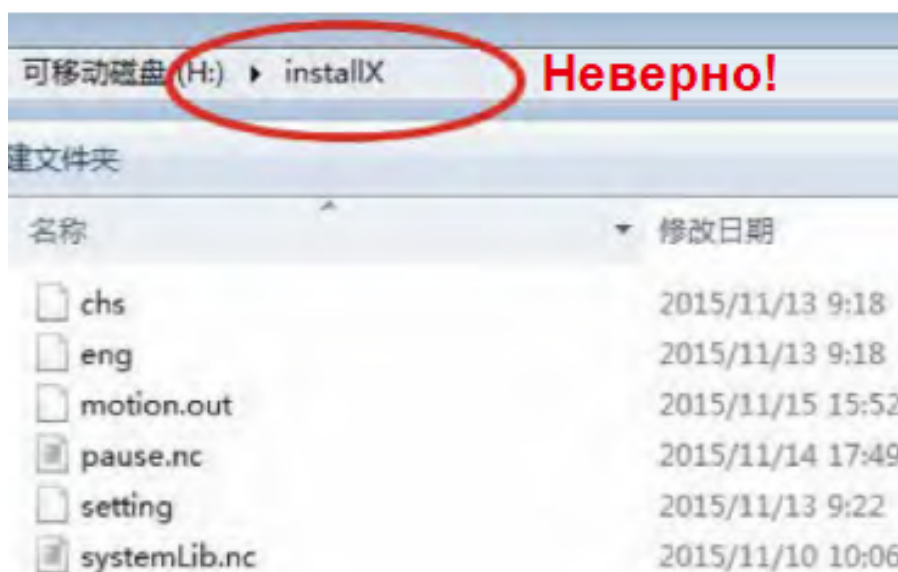 可移动磁盘 (H:) ▸ installX Неверно!
建文件夹
名称 修改日期
chs 2015/11/13 9:18
eng 2015/11/13 9:18
motion.out 2015/11/15 15:52
pause.nc 2015/11/14 17:49
setting 2015/11/13 9:22
systemLib.nc 2015/11/10 10:06